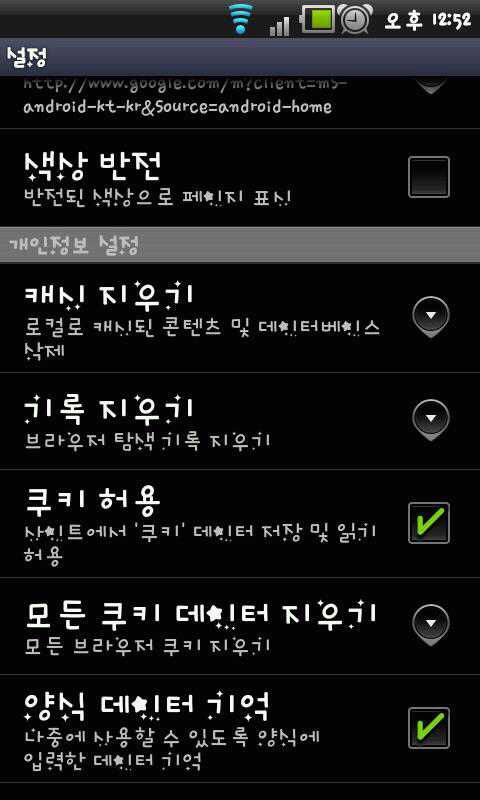 오후 12:52
설정
http://www.google.com/m?client=ms-
android-kt-kr&source=android-home
색상 반전
반전된 색상으로 페이지 표시
개인정보 설정
캐시 지우기
로컬로 캐시된 콘텐츠 및 데이터베이스
삭제
기록 지우기
브라우저 탐색 기록 지우기
쿠키 허용
사이트에서 '쿠키' 데이터 저장 및 읽기
허용
모든 쿠키 데이터 지우기
모든 브라우저 쿠키 지우기
양식 데이터 기억
나중에 사용할 수 있도록 양식에
입력한 데이터 기억